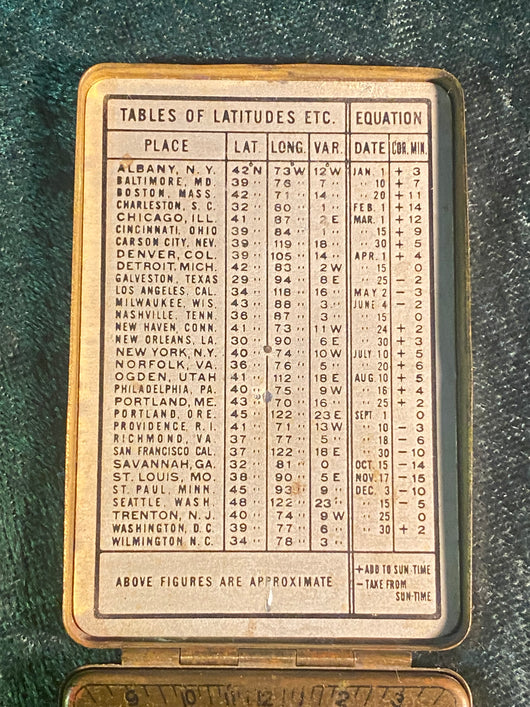 TABLES OF LATITUDES ETC. EQUATION
PLACE LAT. LONG. VAR. DATE COR. MIN.
ALBANY, N. Y. 42°N 73°W 12°W JAN. 1 + 3
BALTIMORE, MD. 39 " 76 " 7 " " 10 + 7
BOSTON, MASS. 42 " 71 " 14 " " 20 + 11
CHARLESTON, S. C. 32 " 80 " 1 " FEB. 1 + 14
CHICAGO, ILL 41 " 87 " 2 E MAR. 1 + 12
CINCINNATI, OHIO 39 " 84 " 1 " " 15 + 9
CARSON CITY, NEV. 39 " 119 " 18 " " 30 + 5
DENVER, COL. 39 " 105 " 14 " APR. 1 + 4
DETROIT, MICH. 42 " 83 " 2 W " 15 0
GALVESTON, TEXAS 29 " 94 " 8 E " 25 − 2
LOS ANGELES, CAL. 34 " 118 " 16 " MAY 2 − 3
MILWAUKEE, WIS. 43 " 88 " 3 " JUNE 4 − 2
NASHVILLE, TENN. 36 " 87 " 3 " " 15 0
NEW HAVEN, CONN. 41 " 73 " 11 W " 24 + 2
NEW ORLEANS, LA. 30 " 90 " 6 E " 30 + 3
NEW YORK, N.Y. 40 " 74 " 10 W JULY 10 + 5
NORFOLK, VA. 36 " 76 " 5 " " 20 + 6
OGDEN, UTAH 41 " 112 " 18 E AUG. 10 + 5
PHILADELPHIA, PA. 40 " 75 " 9 W " 16 + 4
PORTLAND, ME. 43 " 70 " 16 " " 25 + 2
PORTLAND, ORE. 45 " 122 " 23 E SEPT. 1 0
PROVIDENCE, R. I. 41 " 71 " 13 W " 10 − 3
RICHMOND, VA. 37 " 77 " 5 " " 18 − 6
SAN FRANCISCO CAL. 37 " 122 " 18 E " 30 − 10
SAVANNAH, GA. 32 " 81 " 0 OCT. 15 − 14
ST. LOUIS, MO. 38 " 90 " 5 E NOV. 17 − 15
ST. PAUL, MINN. 45 " 93 " 9 " DEC. 3 − 10
SEATTLE, WASH. 48 " 122 " 23 " " 15 − 5
TRENTON, N.J. 40 " 74 " 9 W " 25 0
WASHINGTON, D.C. 39 " 77 " 6 " " 30 + 2
WILMINGTON N.C. 34 " 78 " 3 "
ABOVE FIGURES ARE APPROXIMATE
+ ADD TO SUN-TIME
− TAKE FROM
SUN-TIME
9 10 11 12 1 2 3